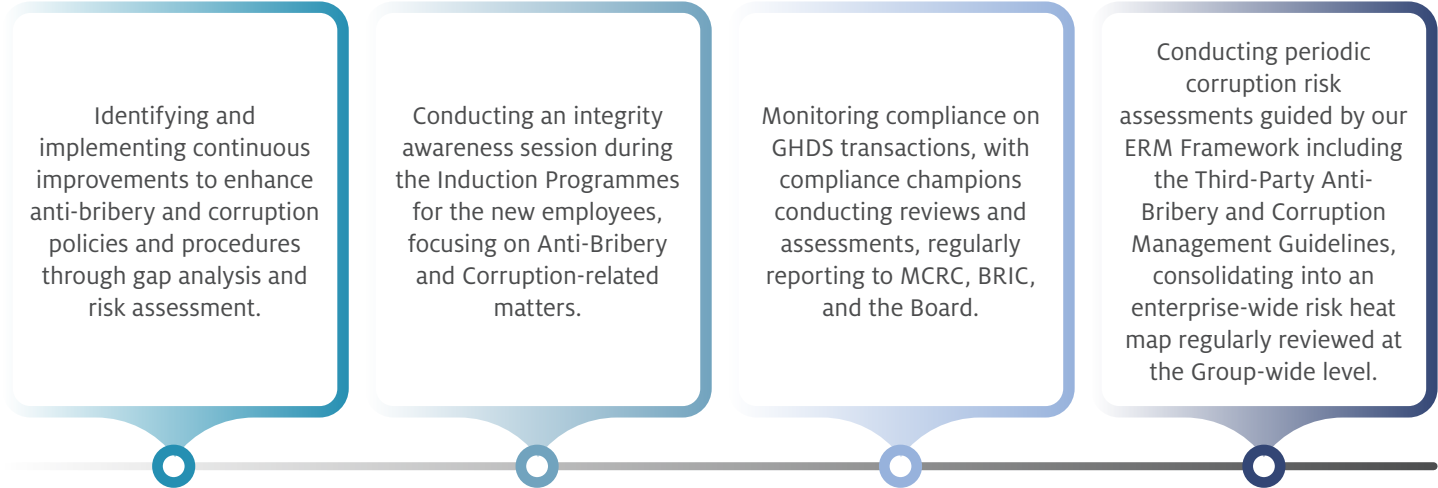 Identifying and
implementing continuous
improvements to enhance
anti-bribery and corruption
policies and procedures
through gap analysis and
risk assessment.
Conducting an integrity
awareness session during
the Induction Programmes
for the new employees,
focusing on Anti-Bribery
and Corruption-related
matters.
Monitoring compliance on
GHDS transactions, with
compliance champions
conducting reviews and
assessments, regularly
reporting to MCRC, BRIC,
and the Board.
Conducting periodic
corruption risk
assessments guided by our
ERM Framework including
the Third-Party Anti-
Bribery and Corruption
Management Guidelines,
consolidating into an
enterprise-wide risk heat
map regularly reviewed at
the Group-wide level.